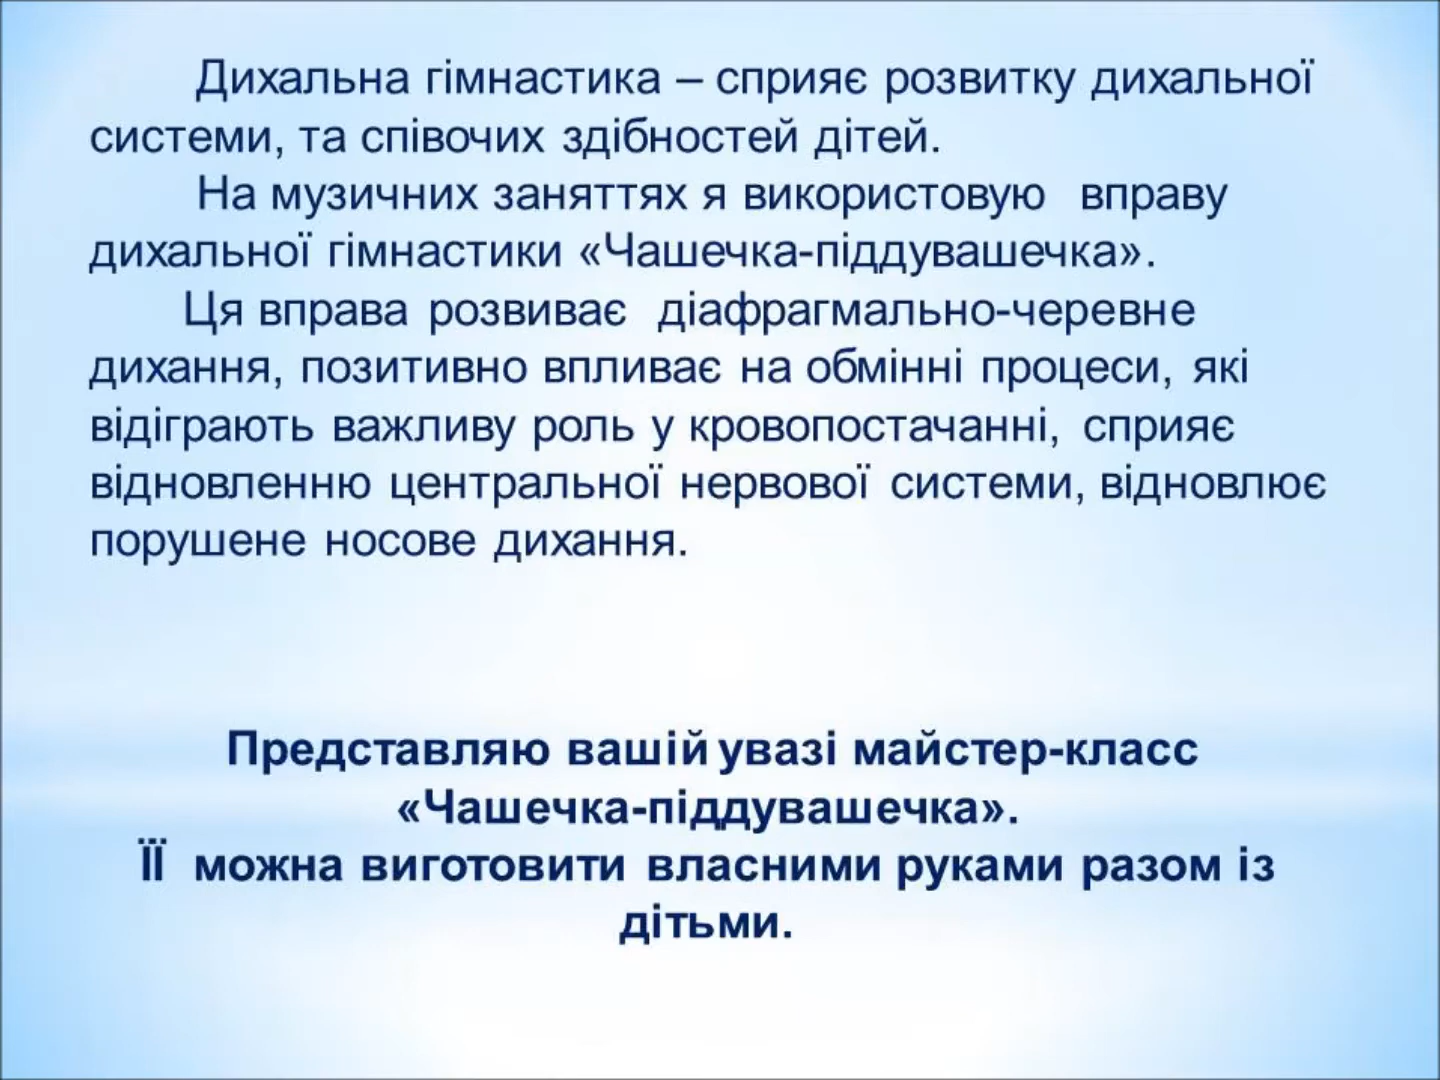 Дихальна гімнастика – сприяє розвитку дихальної
системи, та співочих здібностей дітей.
На музичних заняттях я використовую вправу
дихальної гімнастики «Чашечка-піддувашечка».
Ця вправа розвиває діафрагмально-черевне
дихання, позитивно впливає на обмінні процеси, які
відіграють важливу роль у кровопостачанні, сприяє
відновленню центральної нервової системи, відновлює
порушене носове дихання.
Представляю вашій увазі майстер-класс
«Чашечка-піддувашечка».
ЇЇ можна виготовити власними руками разом із
дітьми.